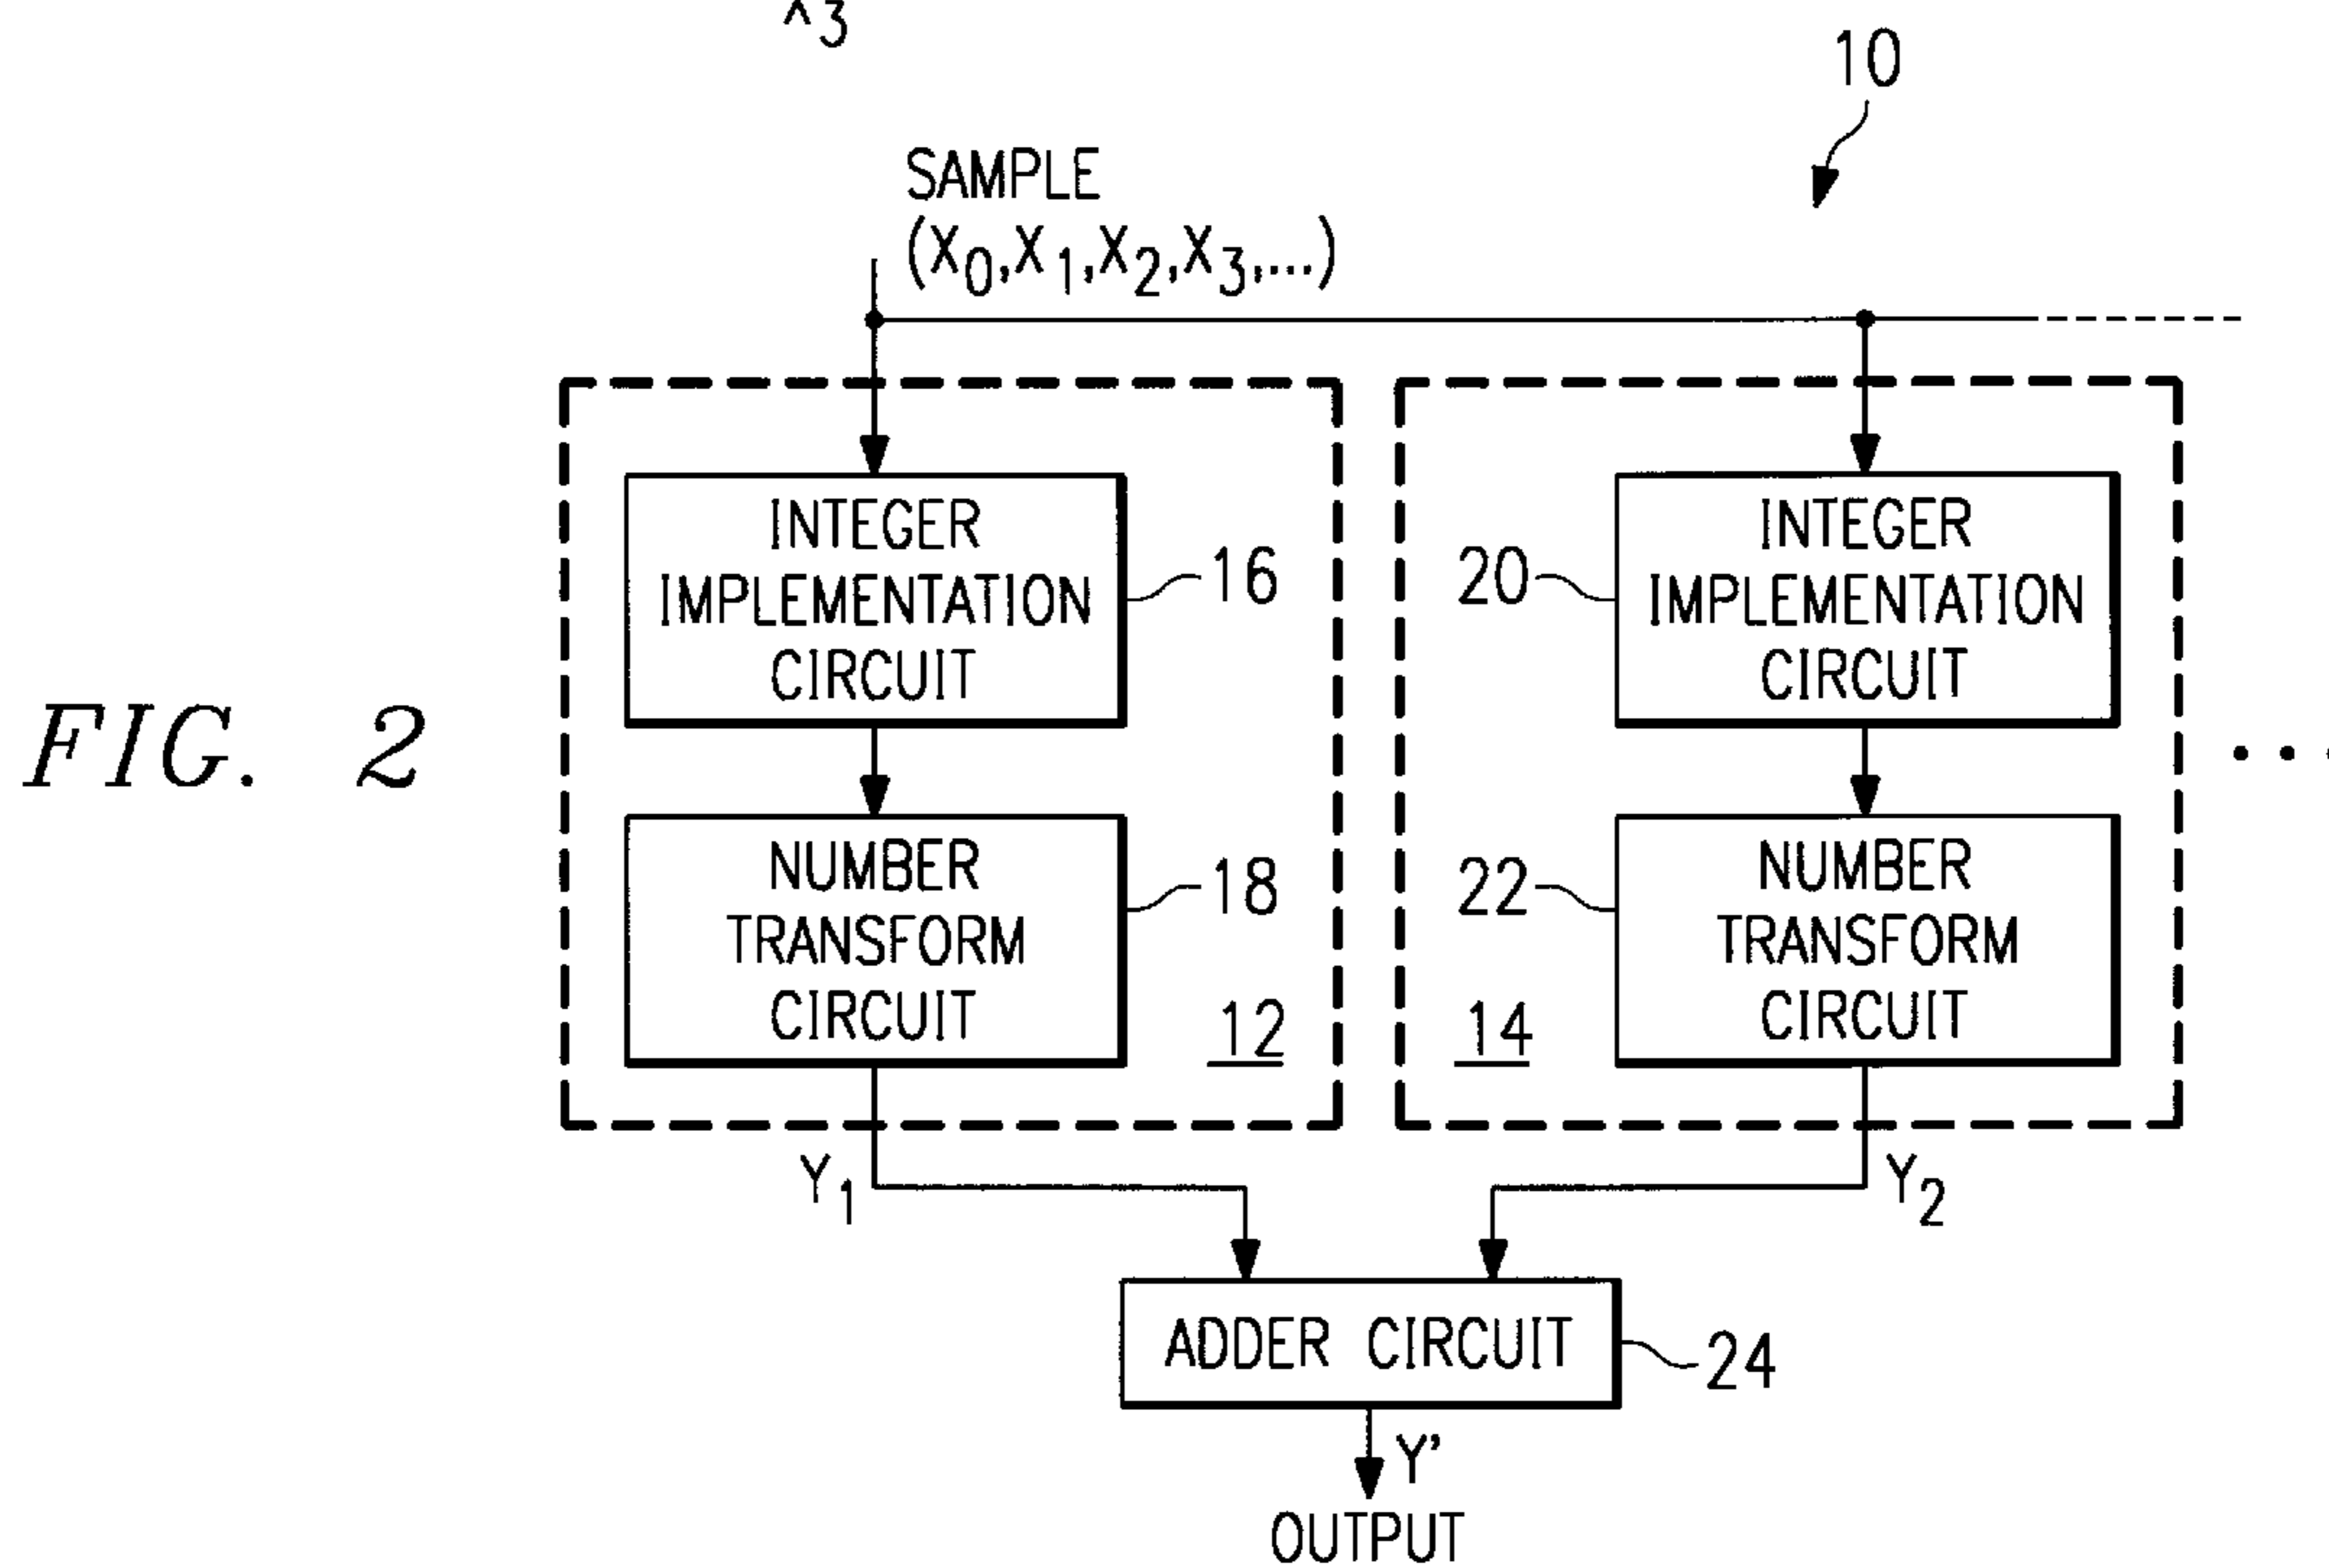 ^3
10
SAMPLE
(X0,X1,X2,X3,...)
INTEGER
IMPLEMENTATION
CIRCUIT
16
20
INTEGER
IMPLEMENTATION
CIRCUIT
FIG. 2
...
NUMBER
TRANSFORM
CIRCUIT
18
12
22
14
NUMBER
TRANSFORM
CIRCUIT
Y1
Y2
ADDER CIRCUIT
24
Y'
OUTPUT